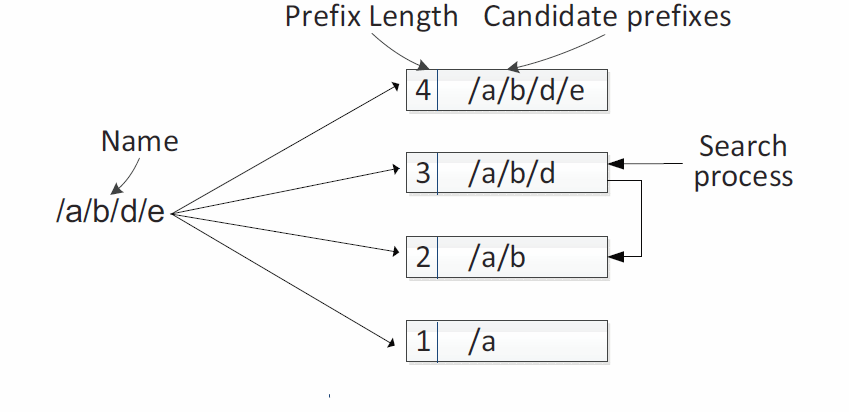 Prefix Length Candidate prefixes
4 /a/b/d/e
Name
3 /a/b/d
Search
process
/a/b/d/e
2 /a/b
1 /a